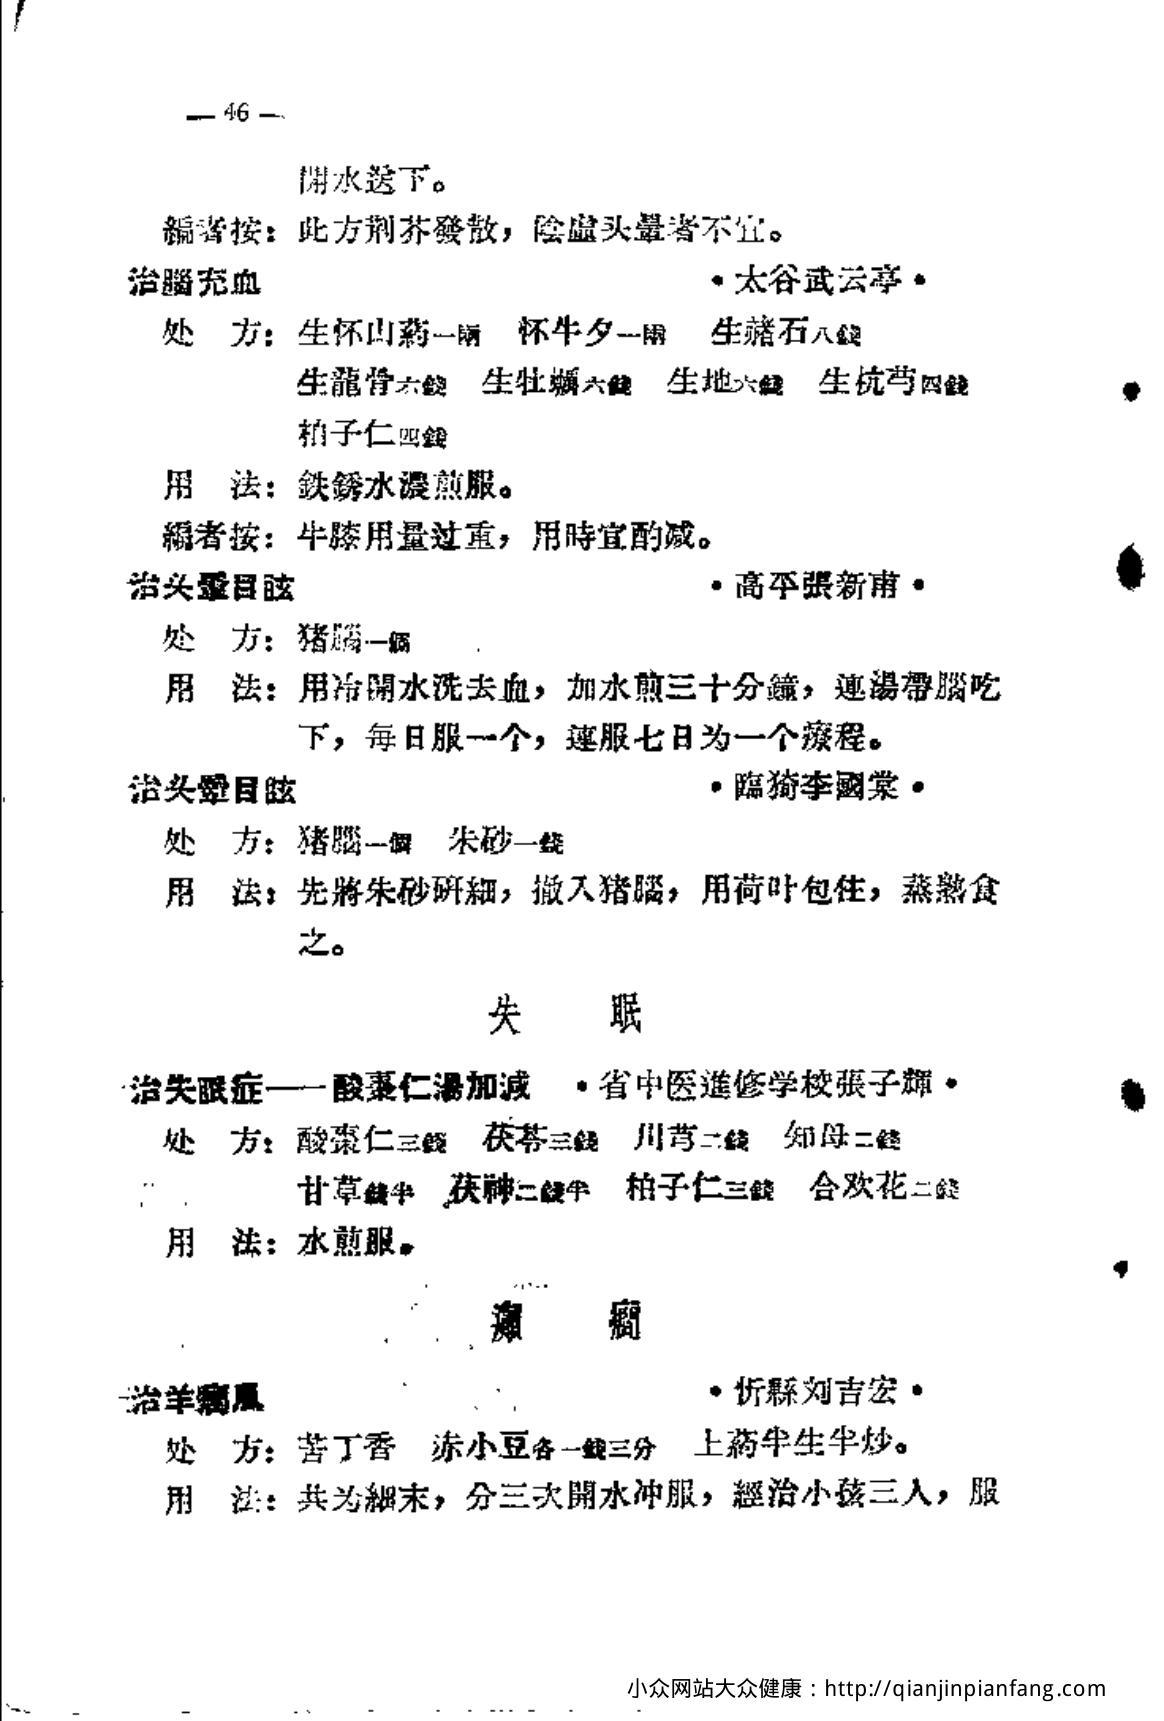 — 46 —
開水送下。
編者按：此方荆芥發散，陰虛头暈者不宜。
治腦充血 •太谷武云亭•
处 方：生怀山葯一兩 怀牛夕一兩 生赭石八錢
生龍骨六錢 生牡蠣六錢 生地六錢 生杭芍四錢
柏子仁四錢
用 法：鉄銹水濃煎服。
編者按：牛膝用量过重，用時宜酌减。
治头暈目眩 •高平張新甫•
处 方：猪腦一個
用 法：用冷開水洗去血，加水煎三十分鐘，連湯帶腦吃
下，每日服一个，連服七日为一个療程。
治头暈目眩 •臨猗李國棠•
处 方：猪腦一個 朱砂一錢
用 法：先將朱砂研細，撤入猪腦，用荷叶包住，蒸熟食
之。
失 眠
治失眠症——酸棗仁湯加減 •省中医進修学校張子輝•
处 方：酸棗仁三錢 茯苓三錢 川芎二錢 知母二錢
甘草錢半 茯神二錢半 柏子仁三錢 合欢花二錢
用 法：水煎服。
癲 癎
治羊癎風 •忻縣刘吉宏•
处 方：苦丁香 赤小豆各一錢三分 上葯半生半炒。
用 法：共为細末，分三次開水冲服，經治小孩三人，服
小众网站大众健康：http://qianjinpianfang.com